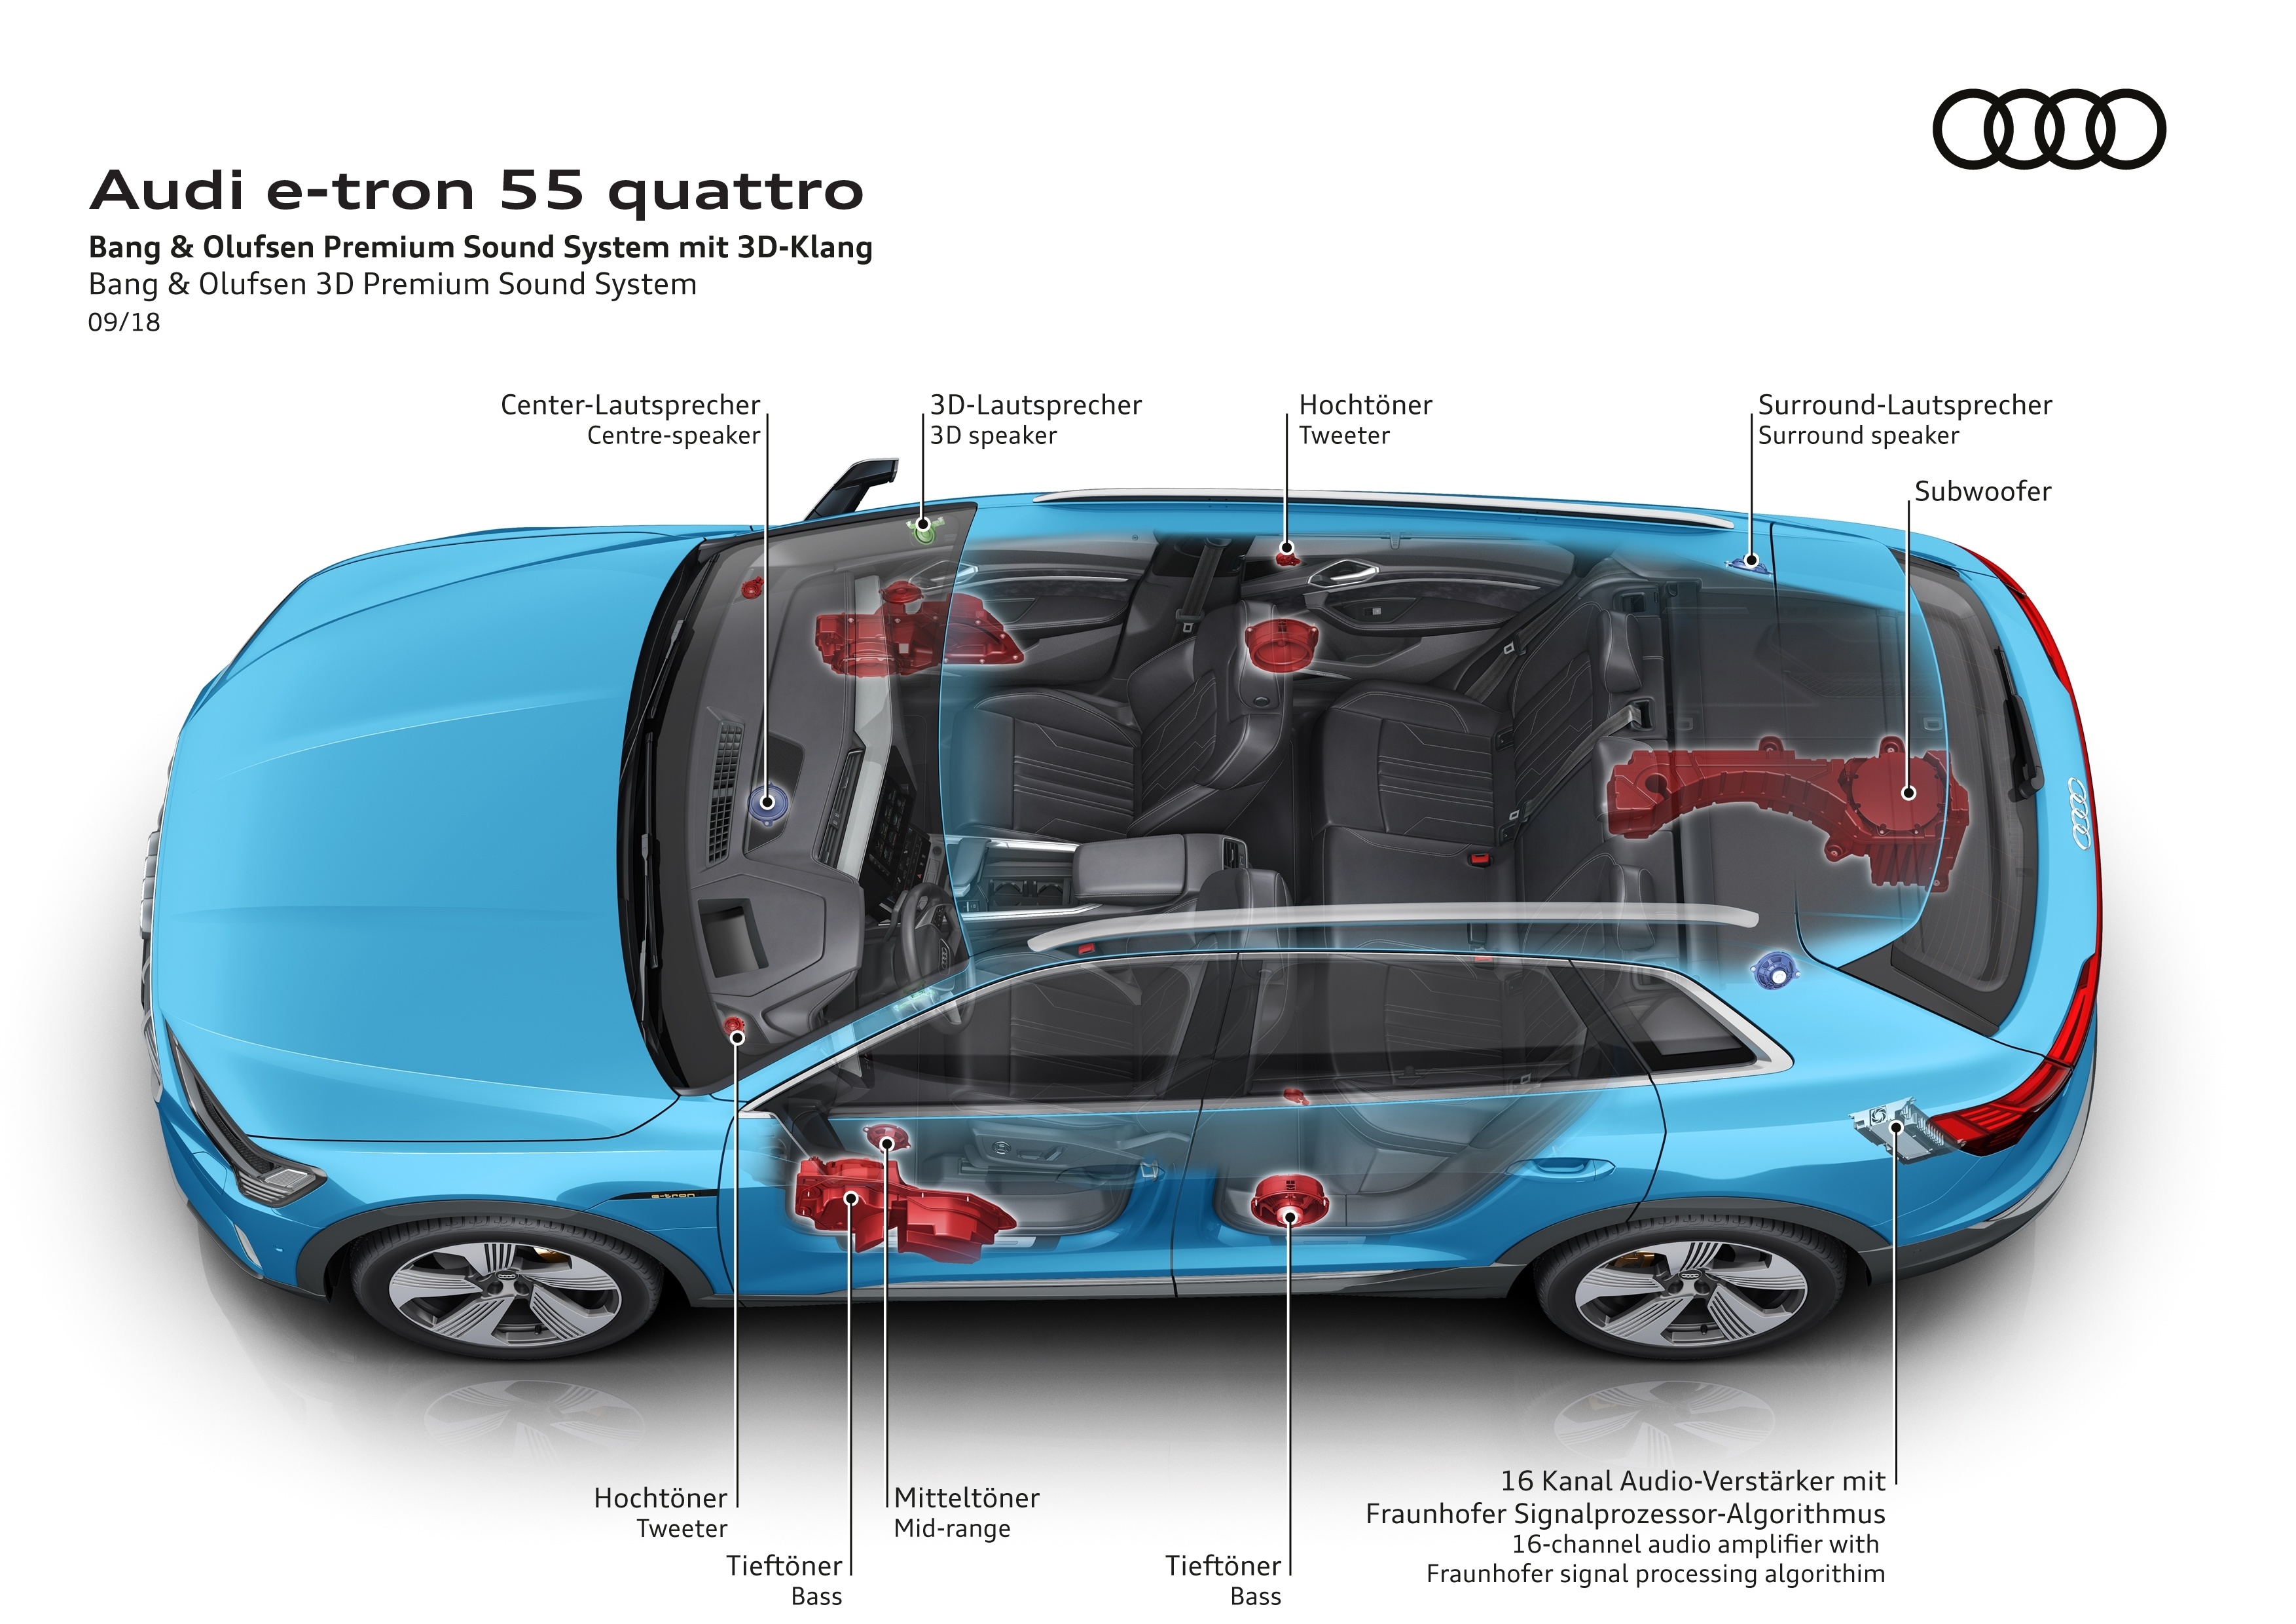 Audi e-tron 55 quattro
Bang & Olufsen Premium Sound System mit 3D-Klang
Bang & Olufsen 3D Premium Sound System
09/18
Center-Lautsprecher
Centre-speaker
3D-Lautsprecher
3D speaker
Hochtöner
Tweeter
Surround-Lautsprecher
Surround speaker
Subwoofer
e-tron
Hochtöner
Tweeter
Tieftöner
Bass
Mitteltöner
Mid-range
Tieftöner
Bass
16 Kanal Audio-Verstärker mit
Fraunhofer Signalprozessor-Algorithmus
16-channel audio amplifier with
Fraunhofer signal processing algorithim